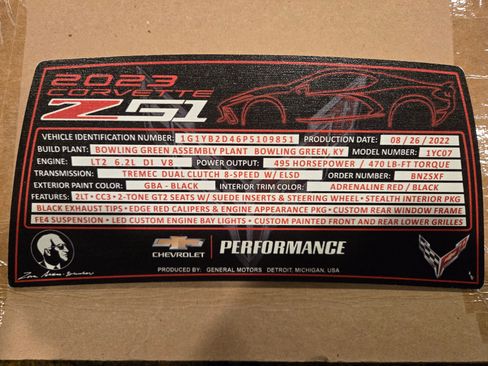 2023
CORVETTE
Z51
VEHICLE IDENTIFICATION NUMBER: 1G1YB2D46P5109851 PRODUCTION DATE: 08 / 26 / 2022
BUILD PLANT: BOWLING GREEN ASSEMBLY PLANT BOWLING GREEN, KY MODEL NUMBER: 1YC07
ENGINE: LT2 6.2L DI V8 POWER OUTPUT: 495 HORSEPOWER / 470 LB-FT TORQUE
TRANSMISSION: TREMEC DUAL CLUTCH 8-SPEED W/ ELSD ORDER NUMBER: BNZSXF
EXTERIOR PAINT COLOR: GBA - BLACK INTERIOR TRIM COLOR: ADRENALINE RED / BLACK
FEATURES: 2LT • CC3 • 2-TONE GT2 SEATS W/ SUEDE INSERTS & STEERING WHEEL • STEALTH INTERIOR PKG
BLACK EXHAUST TIPS • EDGE RED CALIPERS & ENGINE APPEARANCE PKG • CUSTOM REAR WINDOW FRAME
FE4 SUSPENSION • LED CUSTOM ENGINE BAY LIGHTS • CUSTOM PAINTED FRONT AND REAR LOWER GRILLES
CHEVROLET PERFORMANCE
PRODUCED BY: GENERAL MOTORS DETROIT, MICHIGAN, USA